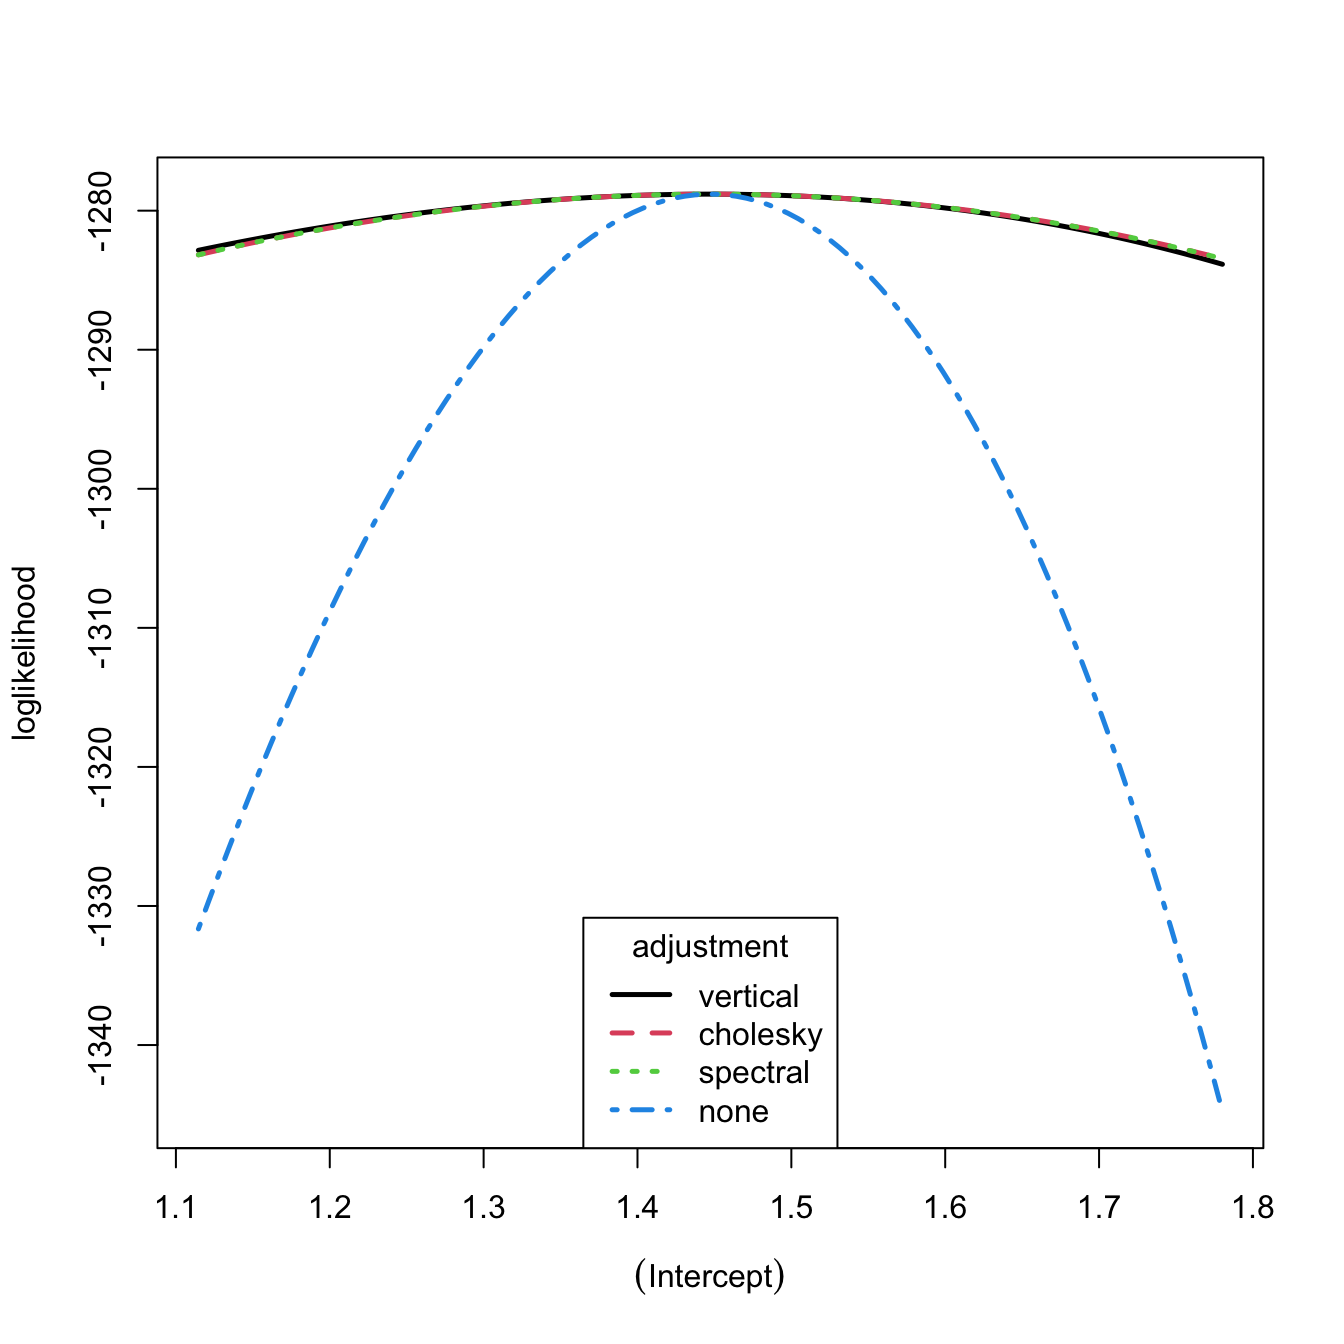 loglikelihood
-1280
-1290
-1300
-1310
-1320
-1330
-1340
adjustment
vertical
cholesky
spectral
none
1.1 1.2 1.3 1.4 1.5 1.6 1.7 1.8
(Intercept)